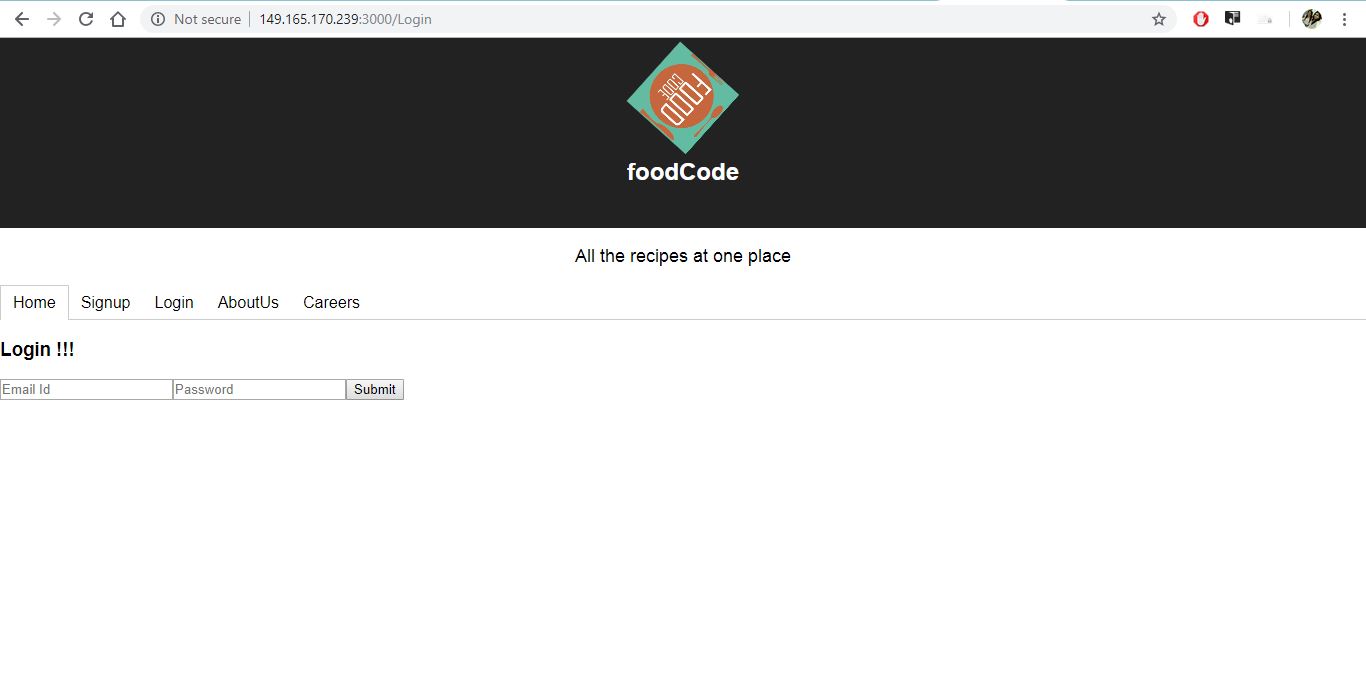 Not secure 149.165.170.239:3000/Login
FOOD
CODE
foodCode
All the recipes at one place
Home Signup Login AboutUs Careers
Login !!!
Email Id Password Submit